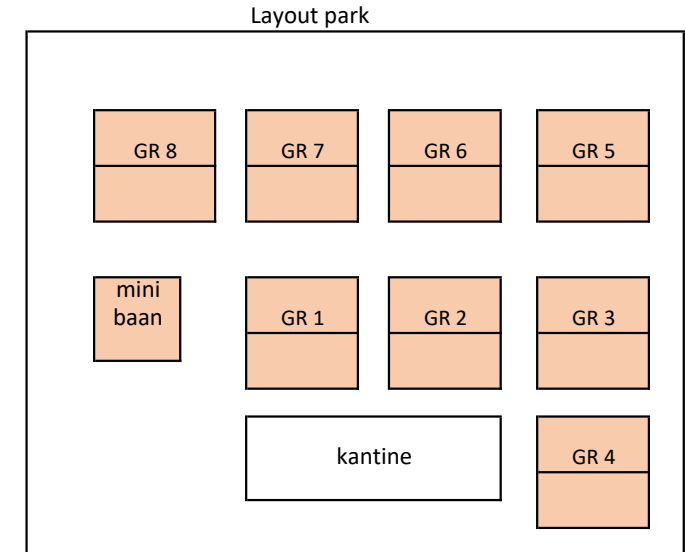 Layout park
GR 8
GR 7
GR 6
GR 5
mini
baan
GR 1
GR 2
GR 3
kantine
GR 4